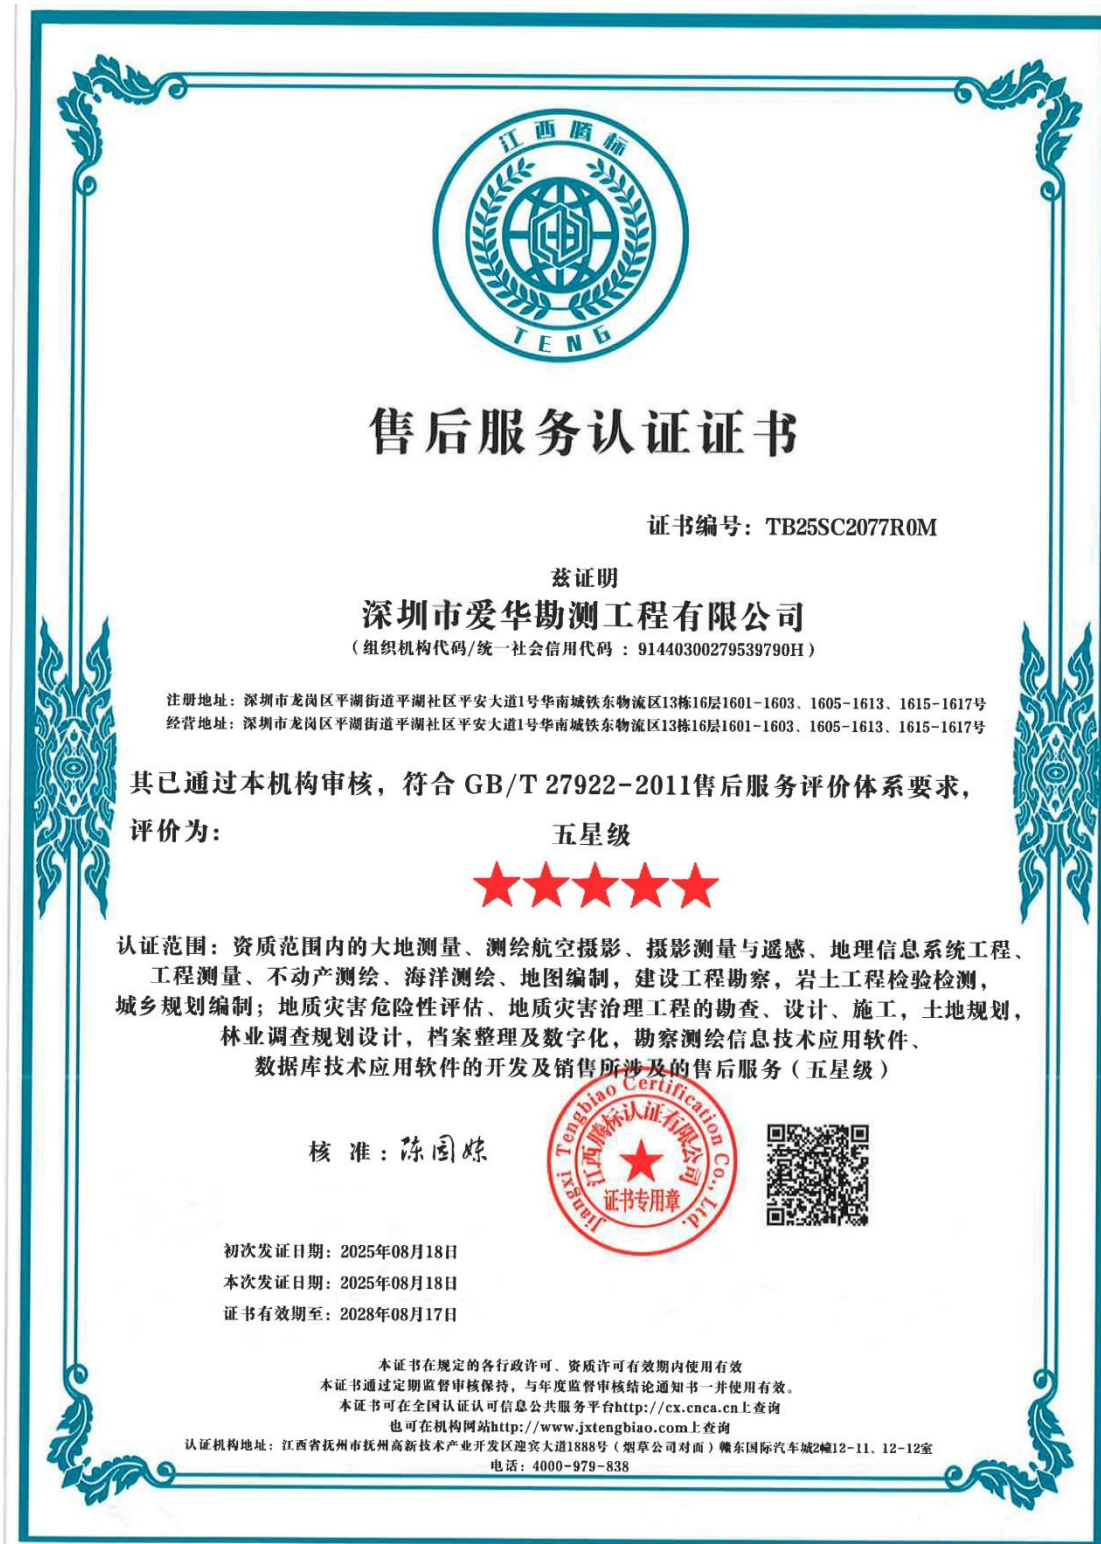 江西腾标
TENG
售后服务认证证书
证书编号：TB25SC2077R0M
兹证明
深圳市爱华勘测工程有限公司
（组织机构代码/统一社会信用代码 ：91440300279539790H）
注册地址：深圳市龙岗区平湖街道平湖社区平安大道1号华南城铁东物流区13栋16层1601-1603、1605-1613、1615-1617号
经营地址：深圳市龙岗区平湖街道平湖社区平安大道1号华南城铁东物流区13栋16层1601-1603、1605-1613、1615-1617号
其已通过本机构审核，符合 GB/T 27922-2011售后服务评价体系要求，
评价为： 五星级
认证范围：资质范围内的大地测量、测绘航空摄影、摄影测量与遥感、地理信息系统工程、
工程测量、不动产测绘、海洋测绘、地图编制，建设工程勘察，岩土工程检验检测，
城乡规划编制；地质灾害危险性评估、地质灾害治理工程的勘查、设计、施工，土地规划，
林业调查规划设计，档案整理及数字化，勘察测绘信息技术应用软件、
数据库技术应用软件的开发及销售所涉及的售后服务（五星级）
Jiangxi Tengbiao Certification Co., Ltd.
江西腾标认证有限公司
证书专用章
核 准：
初次发证日期：2025年08月18日
本次发证日期：2025年08月18日
证书有效期至：2028年08月17日
本证书在规定的各行政许可、资质许可有效期内使用有效
本证书通过定期监督审核保持，与年度监督审核结论通知书一并使用有效。
本证书可在全国认证认可信息公共服务平台http://cx.cnca.cn上查询
也可在机构网站http://www.jxtengbiao.com上查询
认证机构地址：江西省抚州市抚州高新技术产业开发区迎宾大道1888号（烟草公司对面）赣东国际汽车城2幢12-11、12-12室
电话：4000-979-838